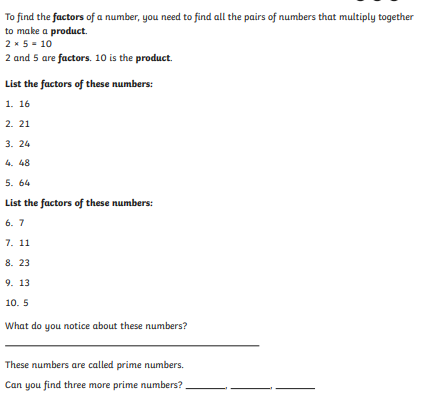 To find the factors of a number, you need to find all the pairs of numbers that multiply together
to make a product.
2 × 5 = 10
2 and 5 are factors. 10 is the product.
List the factors of these numbers:
1. 16
2. 21
3. 24
4. 48
5. 64
List the factors of these numbers:
6. 7
7. 11
8. 23
9. 13
10. 5
What do you notice about these numbers?
These numbers are called prime numbers.
Can you find three more prime numbers? ________, ________, ________